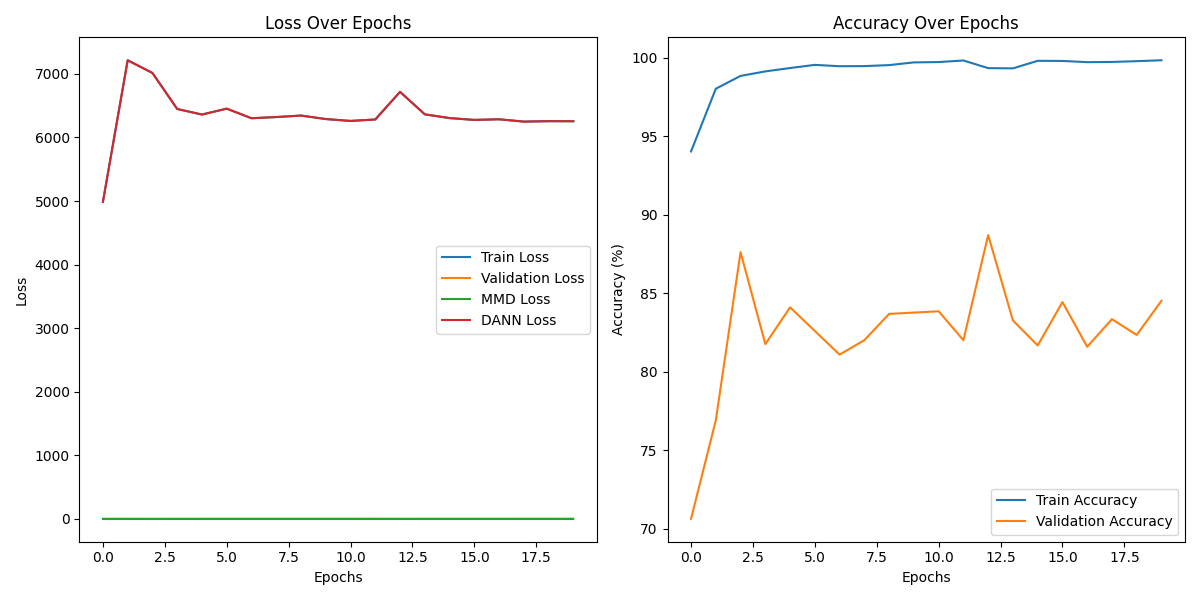 Loss Over Epochs
Loss
7000
6000
5000
4000
3000
2000
1000
0
Train Loss
Validation Loss
MMD Loss
DANN Loss
0.0 2.5 5.0 7.5 10.0 12.5 15.0 17.5
Epochs
Accuracy Over Epochs
Accuracy (%)
100
95
90
85
80
75
70
Train Accuracy
Validation Accuracy
0.0 2.5 5.0 7.5 10.0 12.5 15.0 17.5
Epochs